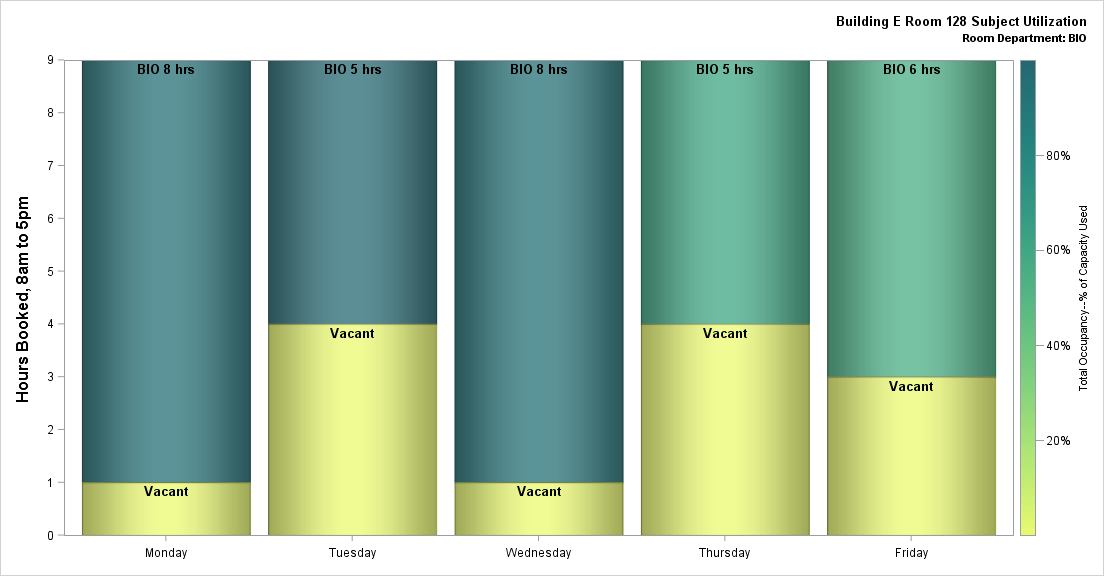 Building E Room 128 Subject Utilization
Room Department: BIO
Hours Booked, 8am to 5pm
9
8
7
6
5
4
3
2
1
0
BIO 8 hrs
BIO 5 hrs
BIO 8 hrs
BIO 5 hrs
BIO 6 hrs
Vacant
Vacant
Vacant
Vacant
Vacant
Monday
Tuesday
Wednesday
Thursday
Friday
80%
60%
40%
20%
Total Occupancy--% of Capacity Used